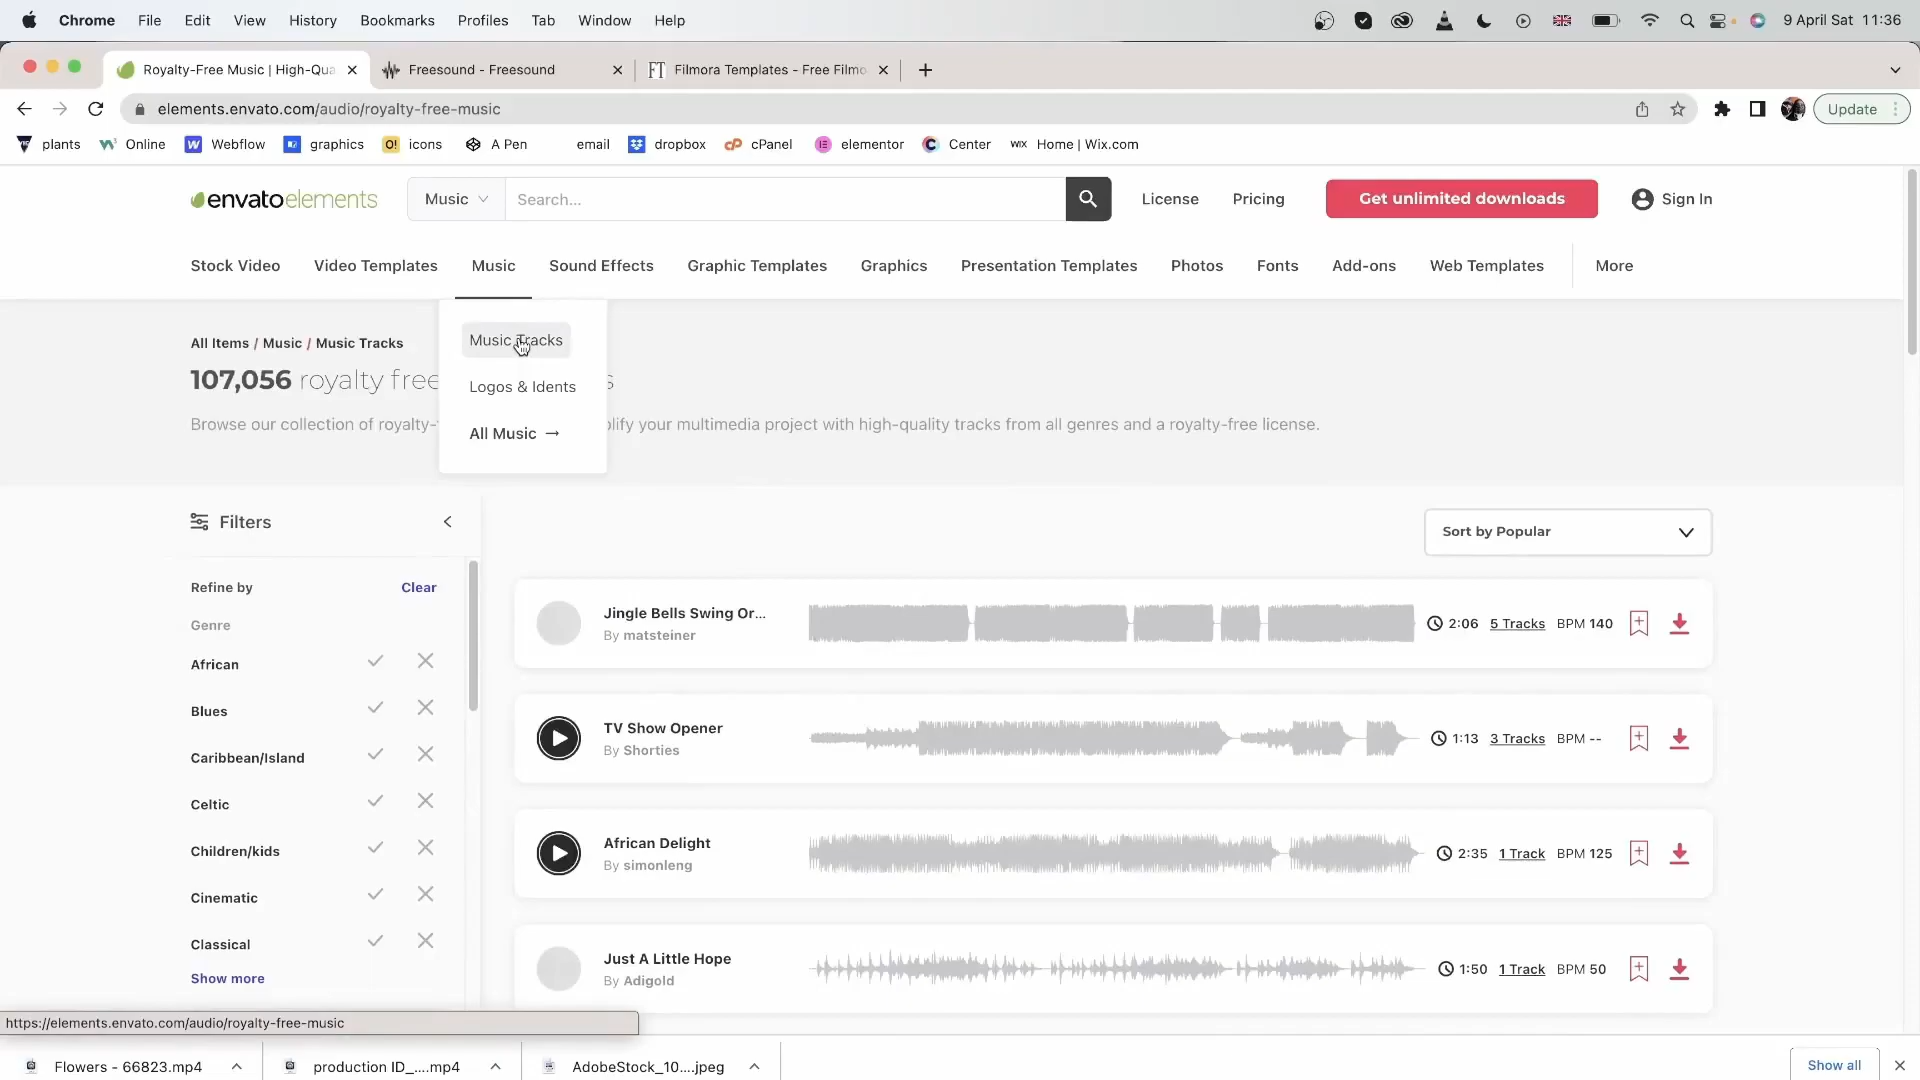 Chrome File Edit View History Bookmarks Profiles Tab Window Help 9 April Sat 11:36
Royalty-Free Music | High-Qua Freesound - Freesound FT Filmora Templates - Free Filmo
elements.envato.com/audio/royalty-free-music Update
plants Online Webflow graphics O! icons A Pen email dropbox cPanel elementor Center WIX Home | Wix.com
envatoelements Music Search... License Pricing Get unlimited downloads Sign In
Stock Video Video Templates Music Sound Effects Graphic Templates Graphics Presentation Templates Photos Fonts Add-ons Web Templates More
All Items / Music / Music Tracks
Music Tracks
107,056 royalty free s
Logos & Idents
Browse our collection of royalty- plify your multimedia project with high-quality tracks from all genres and a royalty-free license.
All Music →
Filters
Sort by Popular
Refine by Clear
Genre
African
Blues
Caribbean/Island
Celtic
Children/kids
Cinematic
Classical
Show more
Jingle Bells Swing Or... 2:06 5 Tracks BPM 140
By matsteiner
TV Show Opener 1:13 3 Tracks BPM --
By Shorties
African Delight 2:35 1 Track BPM 125
By simonleng
Just A Little Hope 1:50 1 Track BPM 50
By Adigold
https://elements.envato.com/audio/royalty-free-music
Flowers - 66823.mp4 production ID_....mp4 AdobeStock_10....jpeg Show all